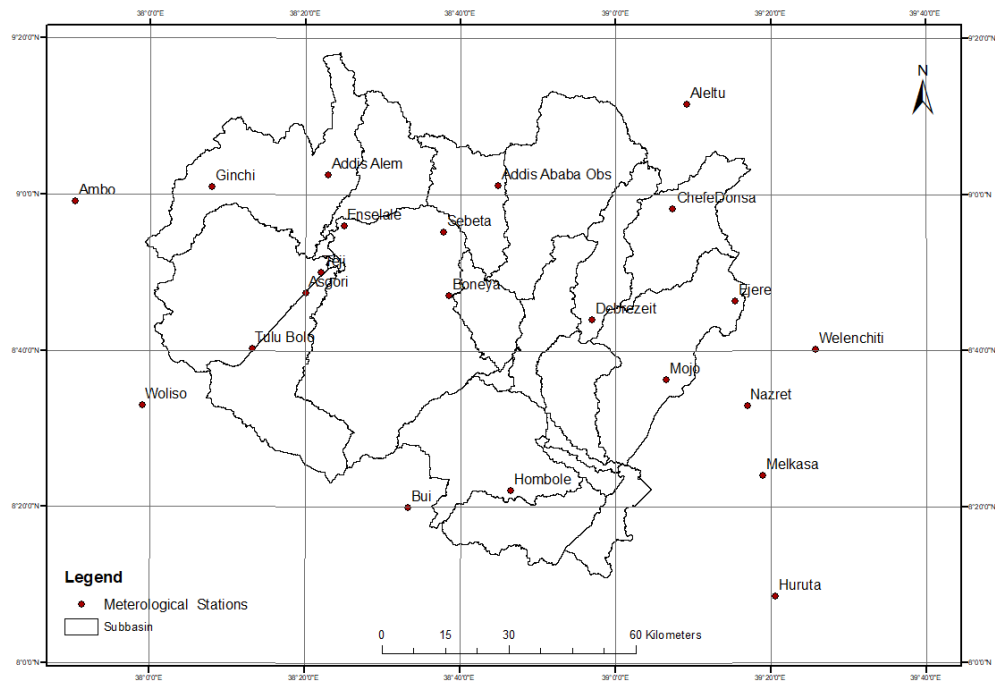 38°0'0"E 38°20'0"E 38°40'0"E 39°0'0"E 39°20'0"E 39°40'0"E
9°20'0"N 9°20'0"N
N
Aleltu
Addis Alem
Addis Ababa Obs
Ginchi
Ambo
9°0'0"N 9°0'0"N
ChefeDonsa
Enselale
Sebeta
Teji
Asgori
Boneya
Ejere
Debrezeit
Tulu Bolo
Welenchiti
8°40'0"N 8°40'0"N
Mojo
Woliso
Nazret
Melkasa
Hombole
Bui
8°20'0"N 8°20'0"N
Huruta
Legend
Meterological Stations
Subbasin
0 15 30 60 Kilometers
8°0'0"N 8°0'0"N
38°0'0"E 38°20'0"E 38°40'0"E 39°0'0"E 39°20'0"E 39°40'0"E